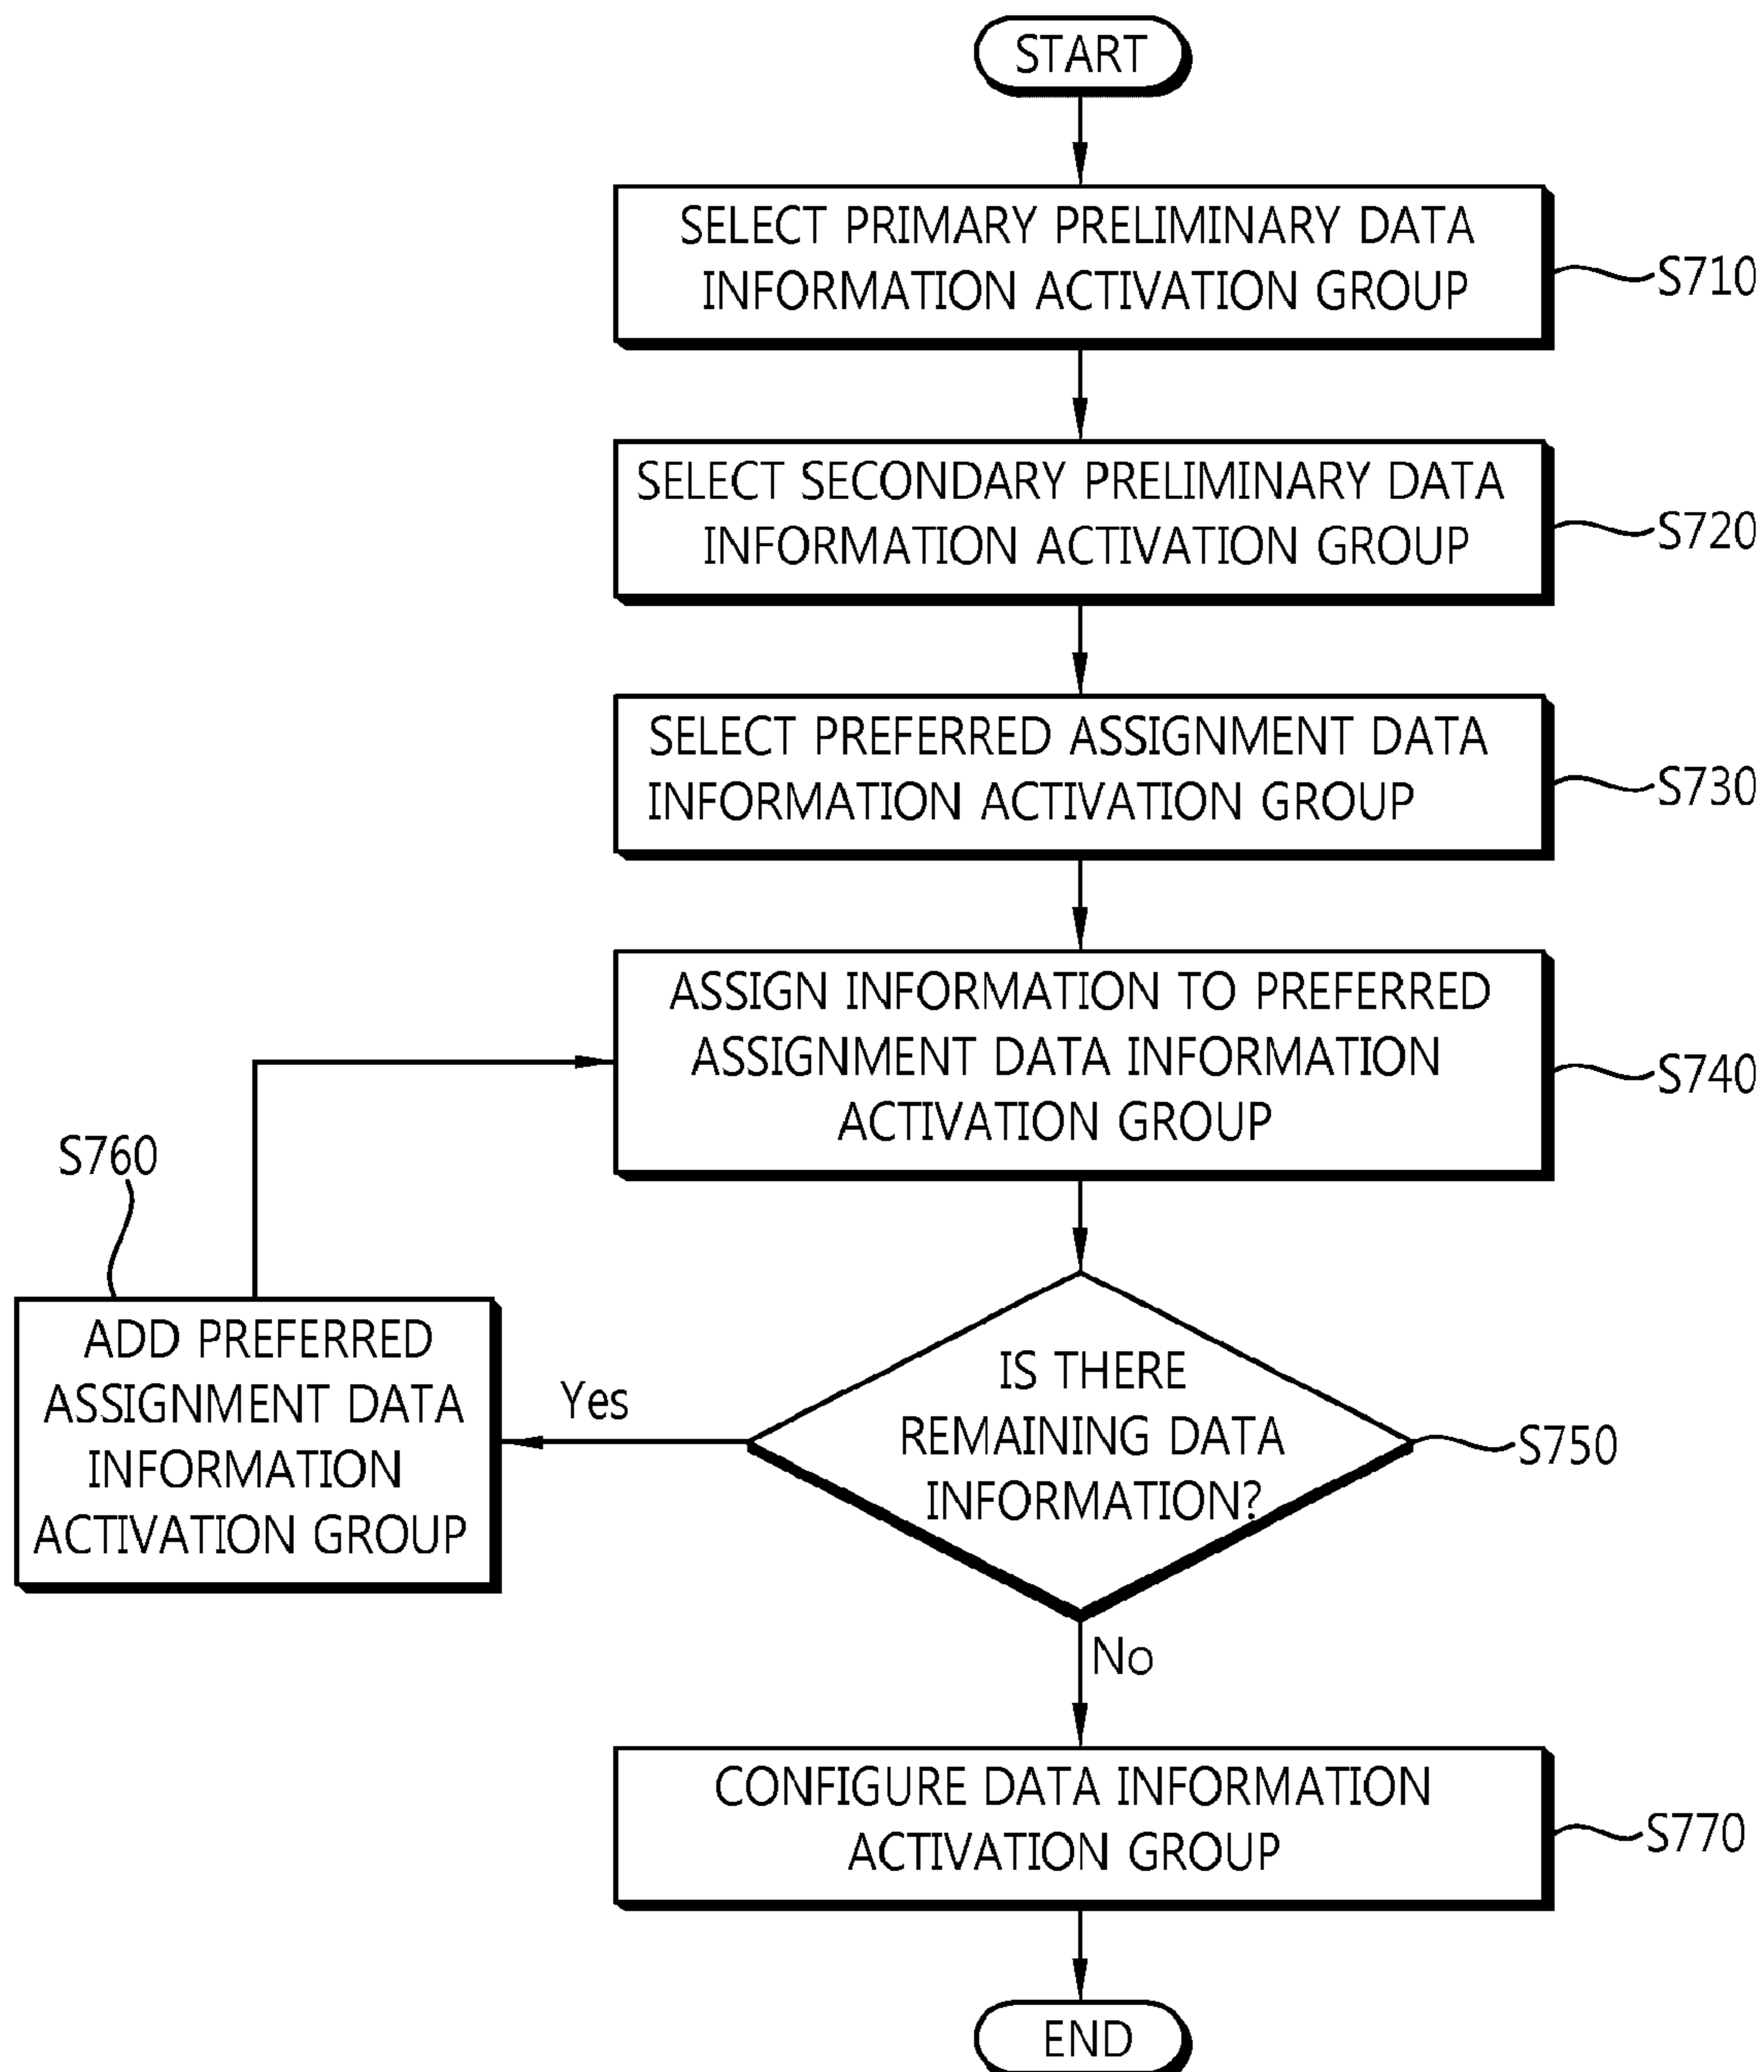 START
SELECT PRIMARY PRELIMINARY DATA
INFORMATION ACTIVATION GROUP
S710
SELECT SECONDARY PRELIMINARY DATA
INFORMATION ACTIVATION GROUP
S720
SELECT PREFERRED ASSIGNMENT DATA
INFORMATION ACTIVATION GROUP
S730
ASSIGN INFORMATION TO PREFERRED
ASSIGNMENT DATA INFORMATION
ACTIVATION GROUP
S740
S760
ADD PREFERRED
ASSIGNMENT DATA
INFORMATION
ACTIVATION GROUP
Yes
IS THERE
REMAINING DATA
INFORMATION?
S750
No
CONFIGURE DATA INFORMATION
ACTIVATION GROUP
S770
END